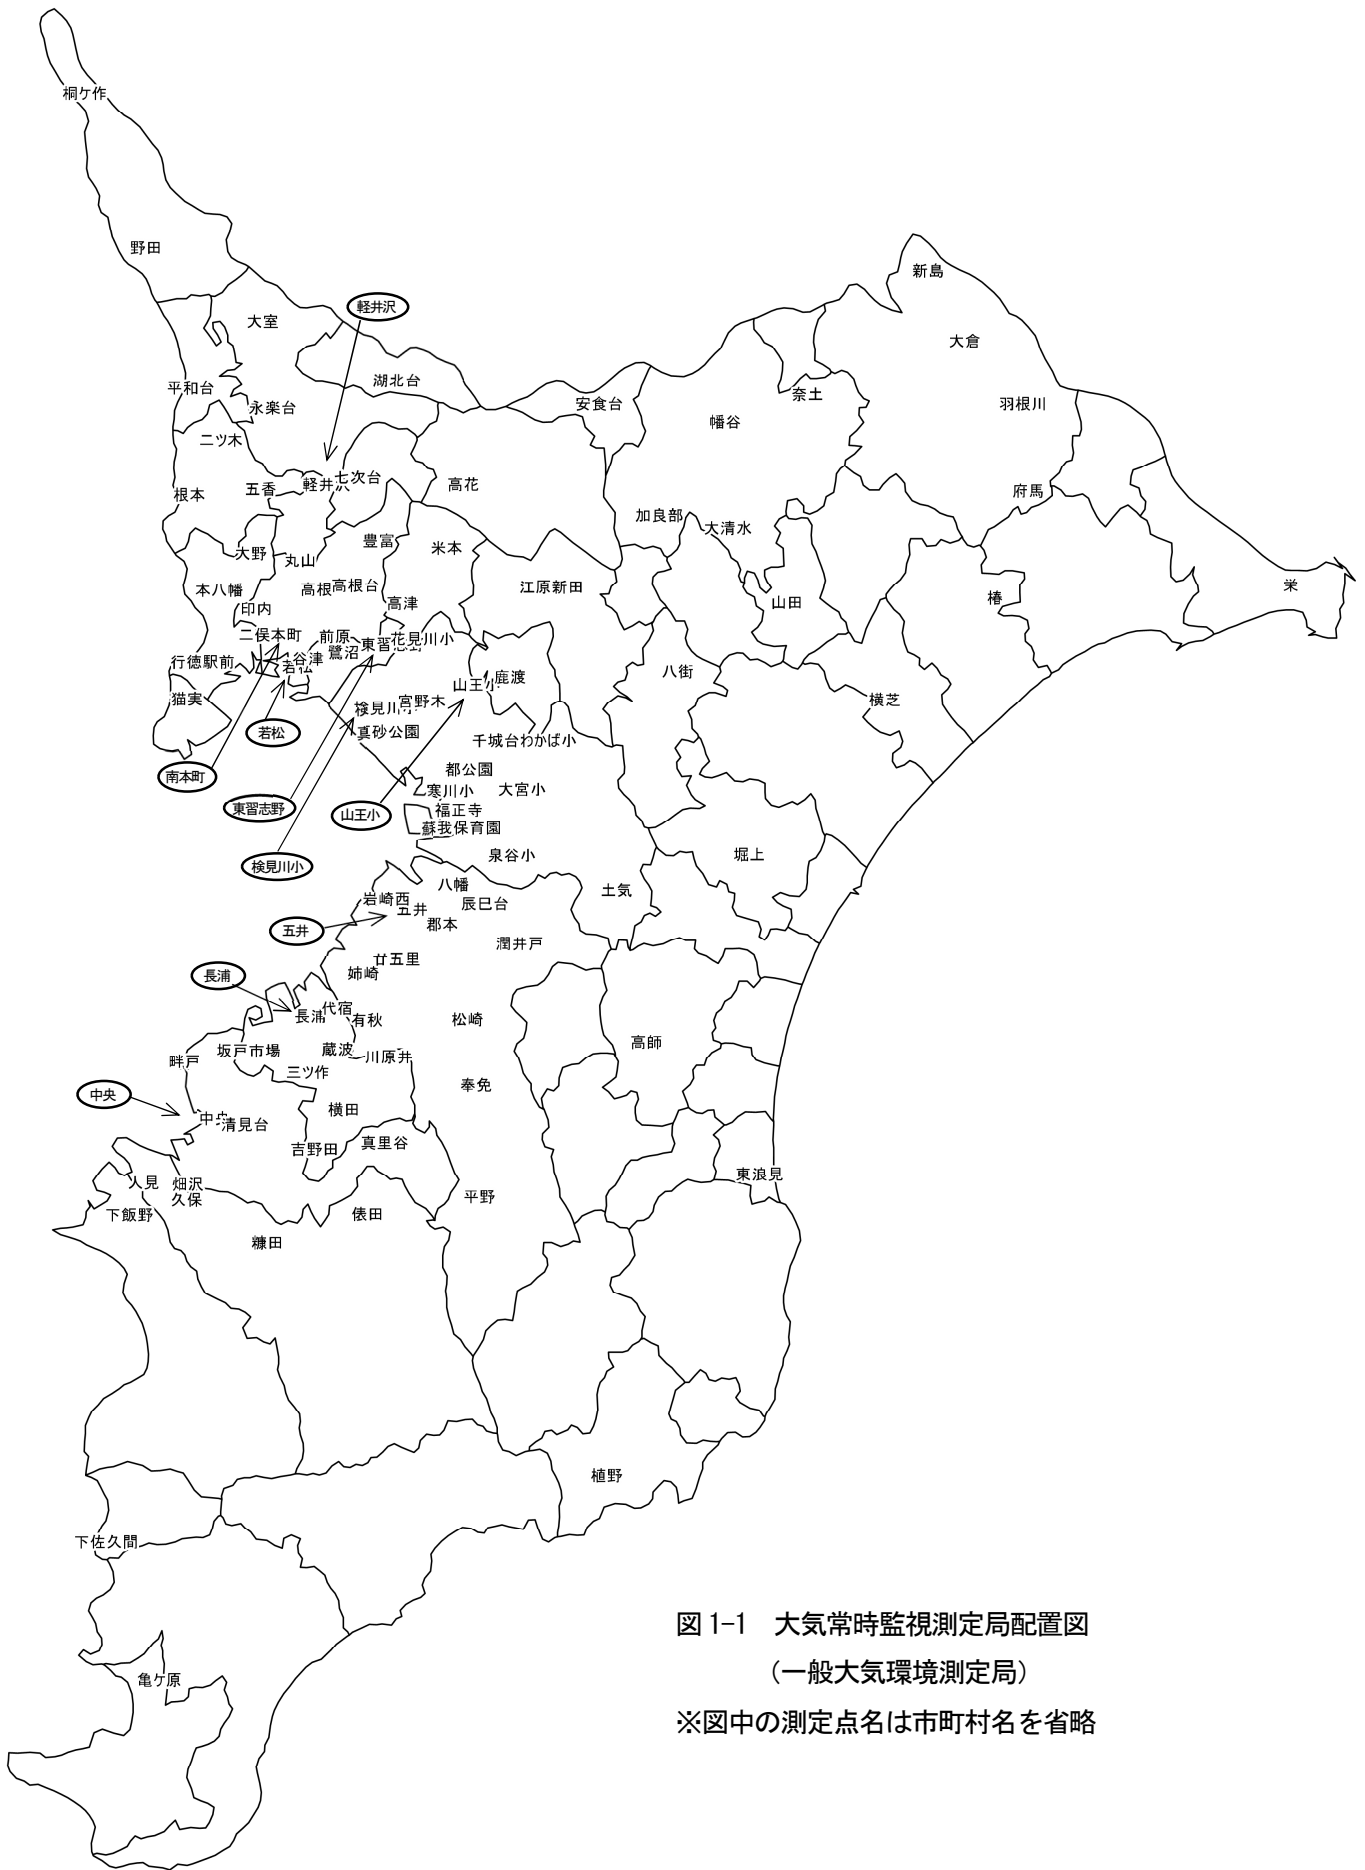 桐ケ作
野田
新島
軽井沢
大室
大倉
湖北台
平和台
奈土
安食台
羽根川
永楽台
幡谷
二ツ木
七次台
軽井沢
高花
五香
府馬
根本
加良部
大清水
豊富
米本
大野
丸山
栄
江原新田
高根台
高根
本八幡
椿
山田
高津
印内
二俣本町
前原
花見川小
東習志野
鷺沼
谷津
行徳駅前
若松
八街
鹿渡
山王小
猫実
横芝
宮野木
検見川小
真砂公園
若松
千城台わかば小
都公園
南本町
寒川小
大宮小
東習志野
福正寺
山王小
蘇我保育園
堀上
泉谷小
検見川小
八幡
土気
岩崎西
辰巳台
五井
郡本
五井
潤井戸
廿五里
姉崎
長浦
代宿
長浦
有秋
松崎
高師
蔵波
坂戸市場
川原井
畔戸
三ツ作
奉免
中央
横田
中央
清見台
真里谷
吉野田
東浪見
人見
畑沢
久保
平野
下飯野
俵田
糠田
植野
下佐久間
亀ケ原
図1-1　大気常時監視測定局配置図
（一般大気環境測定局）
※図中の測定点名は市町村名を省略